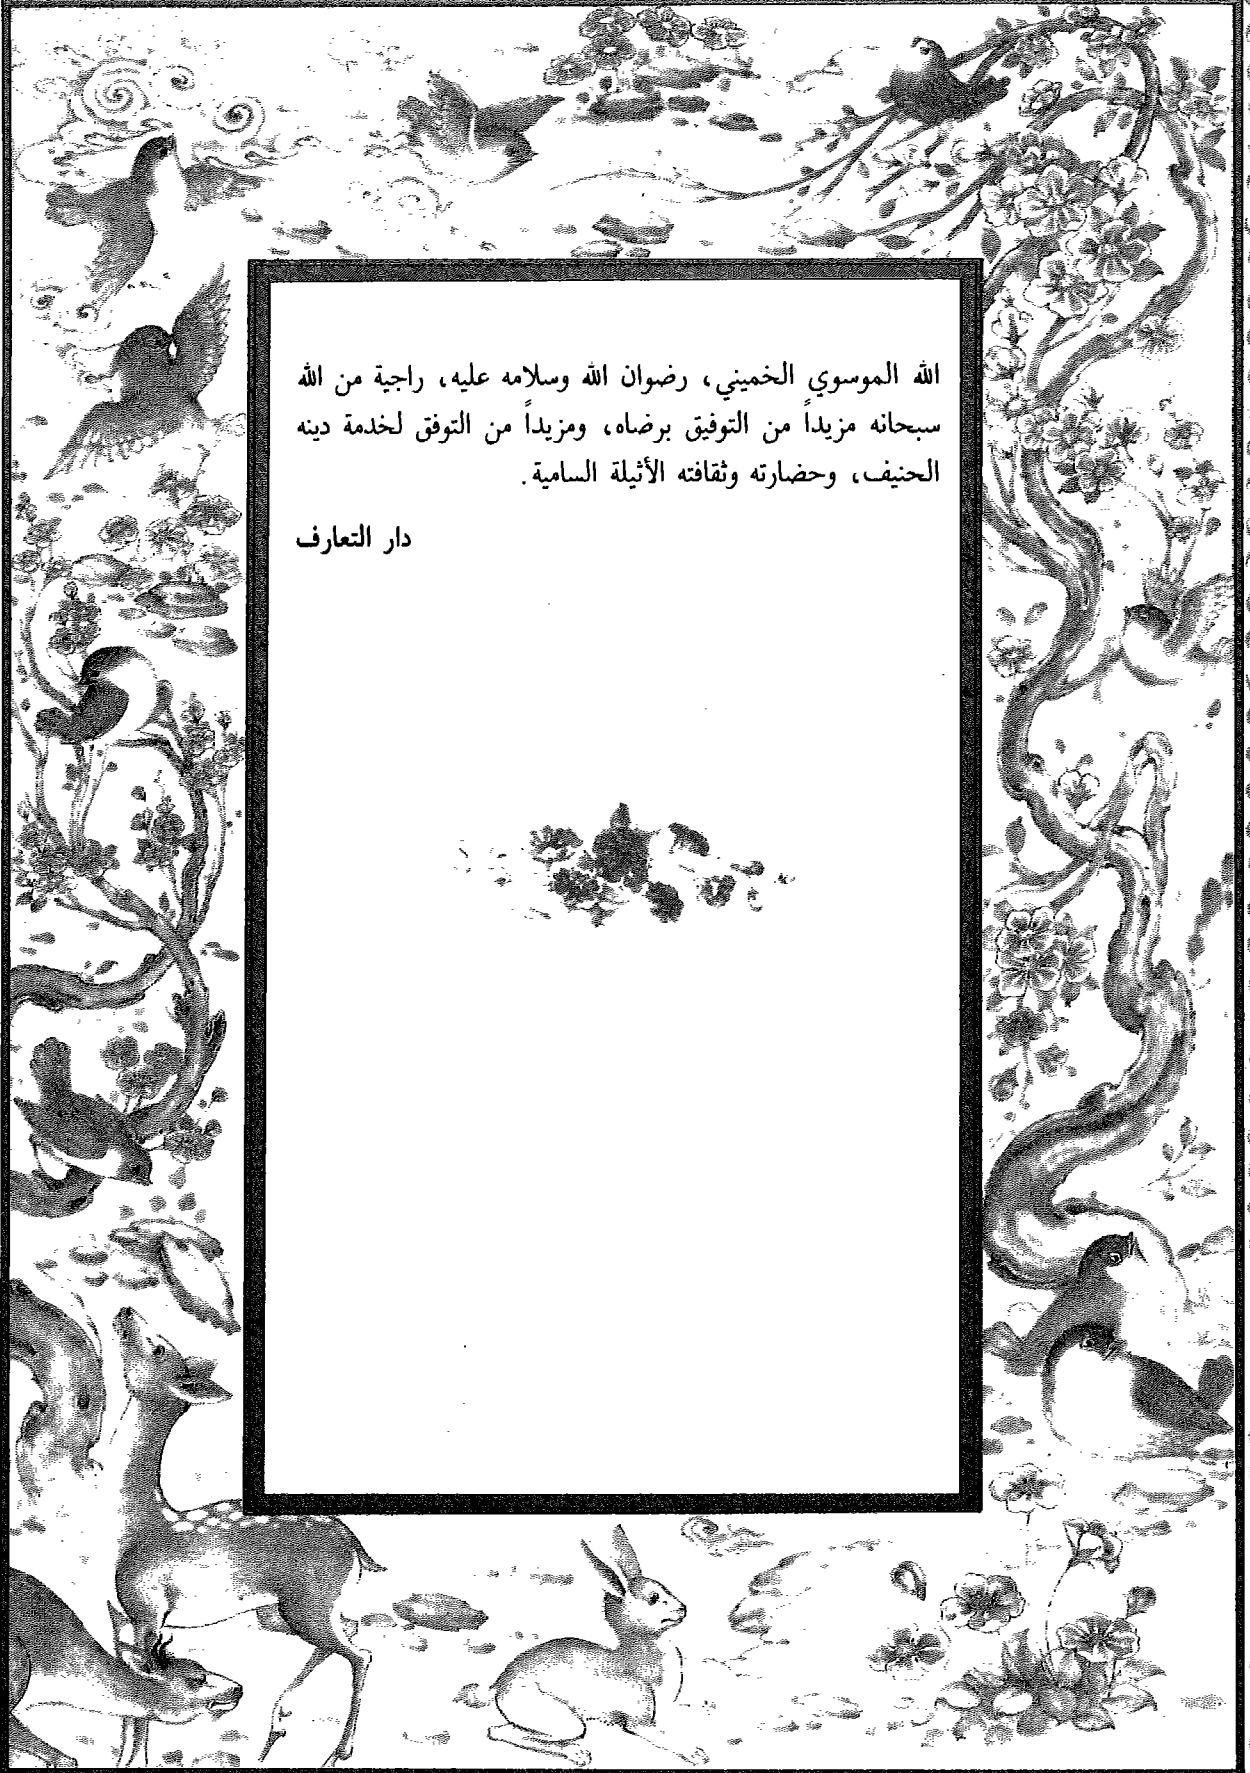 الله الموسوي الخميني، رضوان الله وسلامه عليه، راجية من الله
سبحانه مزيداً من التوفيق برضاه، ومزيداً من التوفق لخدمة دينه
الحنيف، وحضارته وثقافته الأثيلة السامية.
دار التعارف